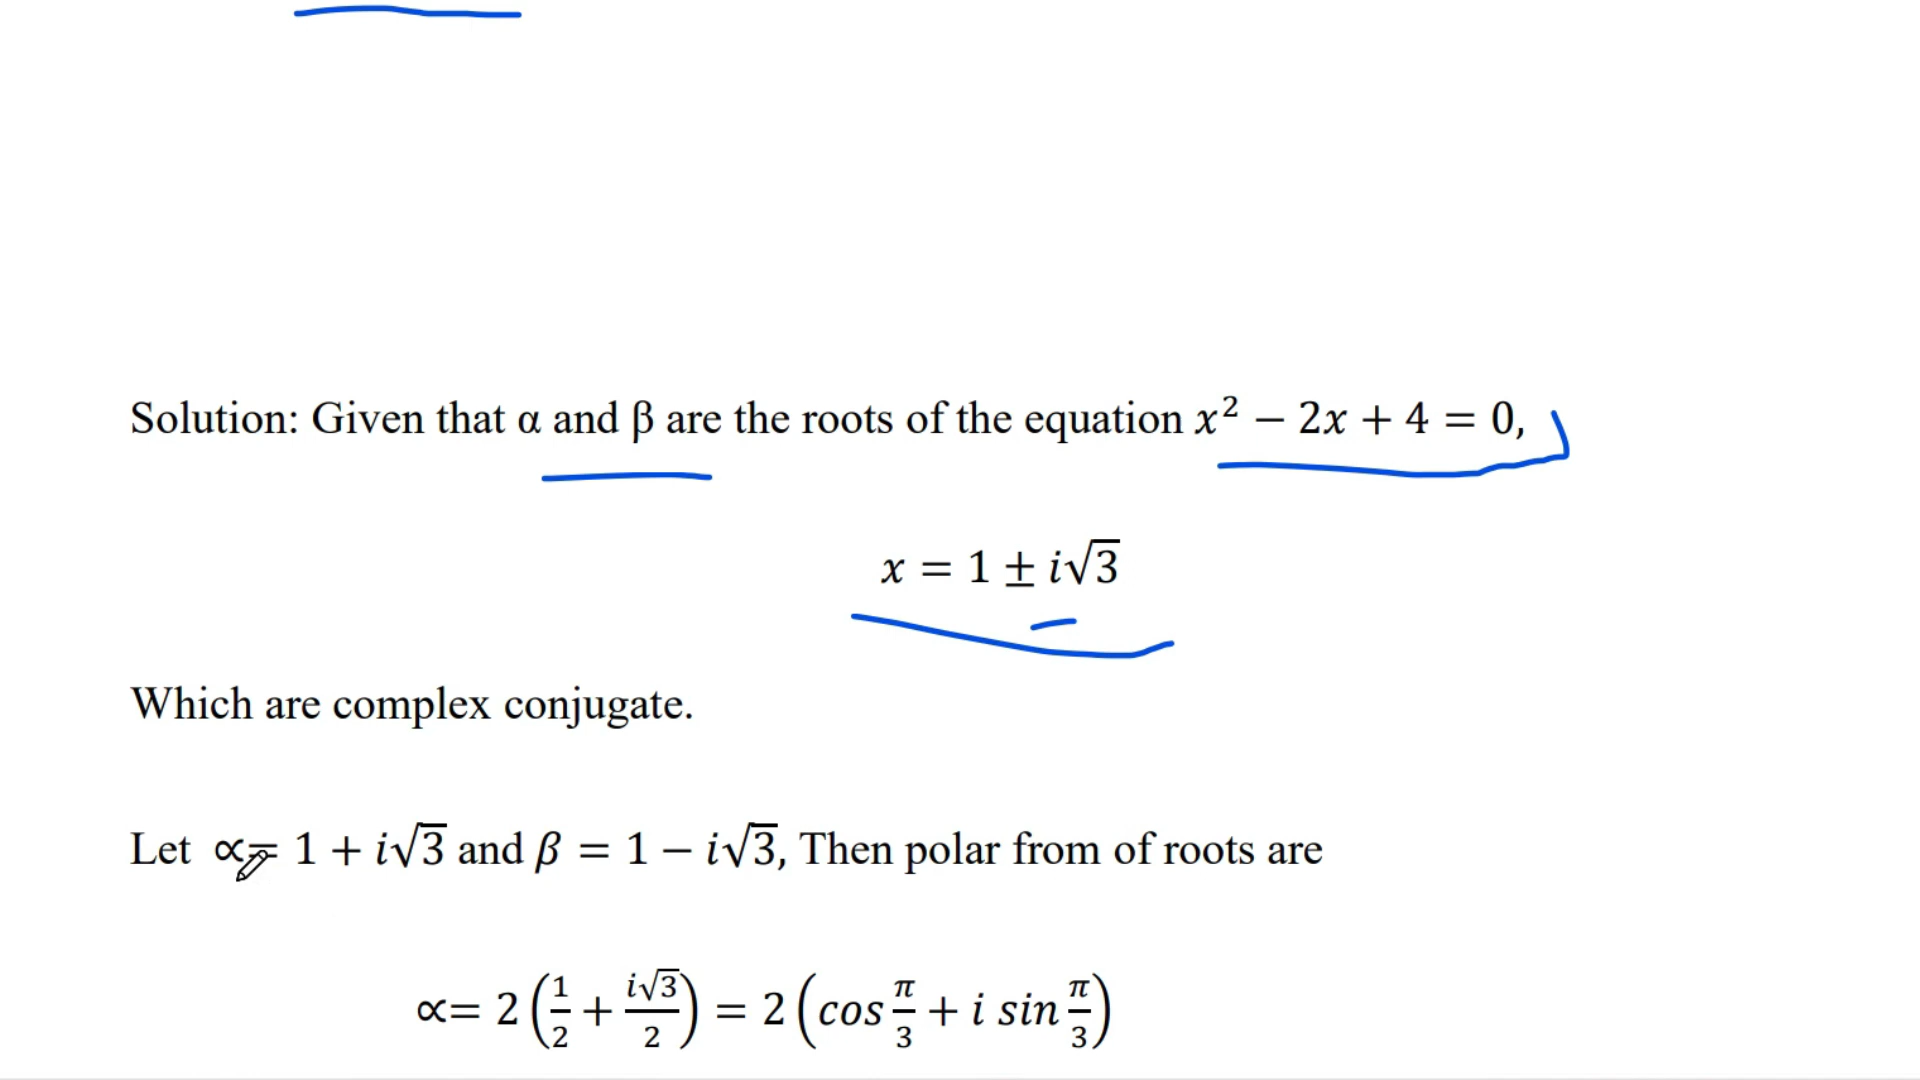 Solution: Given that α and β are the roots of the equation x² − 2x + 4 = 0,
x = 1 ± i√3
Which are complex conjugate.
Let ∝= 1 + i√3 and β = 1 − i√3, Then polar from of roots are
∝= 2 (1/2 + i√3/2) = 2 (cos π/3 + i sin π/3)